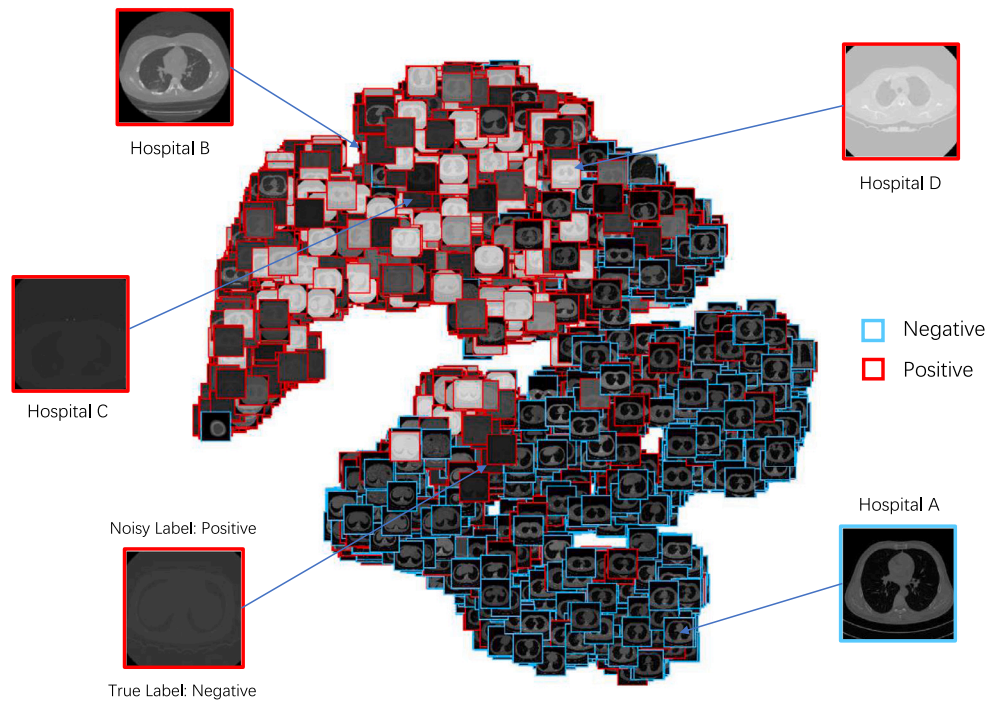 Hospital B
Hospital D
Hospital C
Negative
Positive
Noisy Label: Positive
True Label: Negative
Hospital A